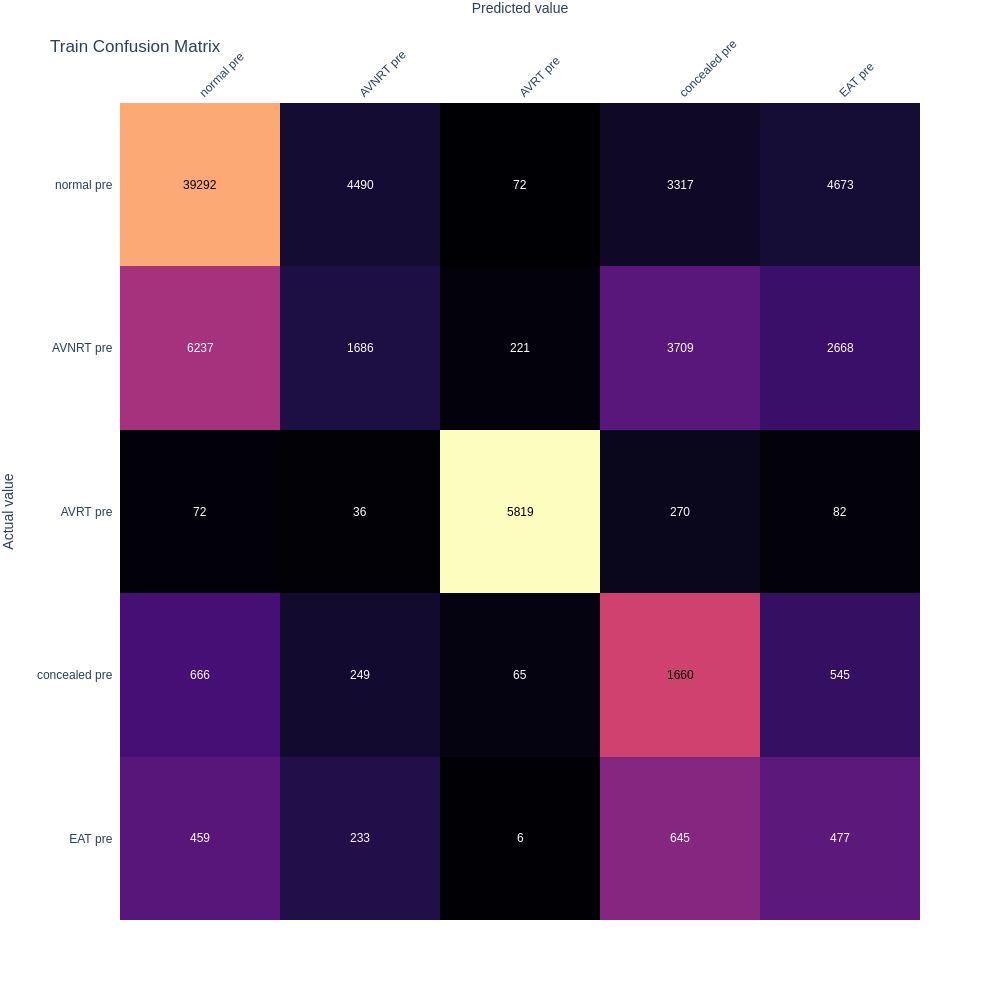 Predicted value
Train Confusion Matrix
normal pre
AVNRT pre
AVRT pre
concealed pre
EAT pre
normal pre 39292 4490 72 3317 4673
AVNRT pre 6237 1686 221 3709 2668
Actual value
AVRT pre 72 36 5819 270 82
concealed pre 666 249 65 1660 545
EAT pre 459 233 6 645 477